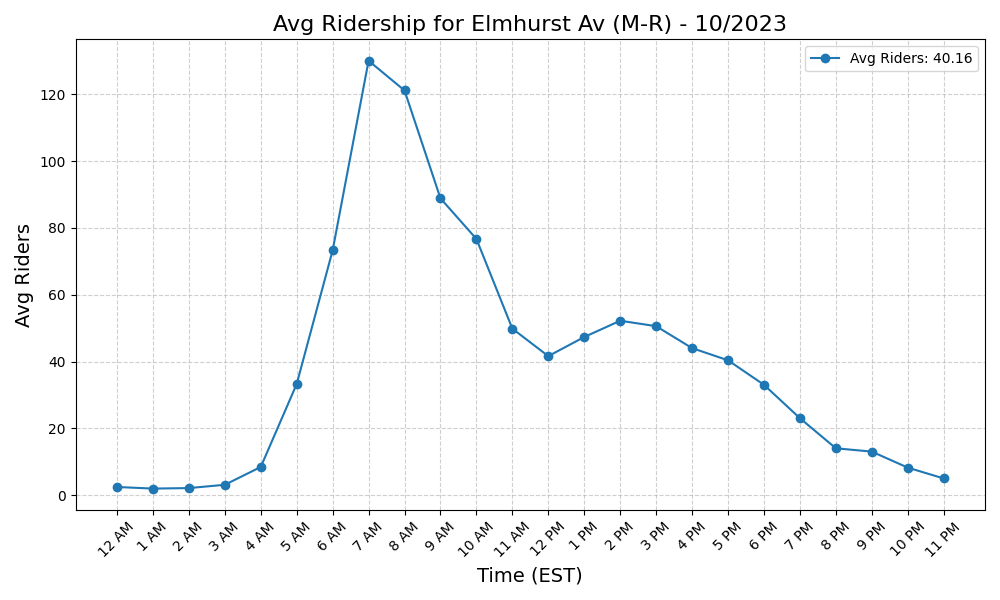 Avg Ridership for Elmhurst Av (M-R) - 10/2023
Avg Riders: 40.16
Avg Riders
120
100
80
60
40
20
0
12 AM
1 AM
2 AM
3 AM
4 AM
5 AM
6 AM
7 AM
8 AM
9 AM
10 AM
11 AM
12 PM
1 PM
2 PM
3 PM
4 PM
5 PM
6 PM
7 PM
8 PM
9 PM
10 PM
11 PM
Time (EST)